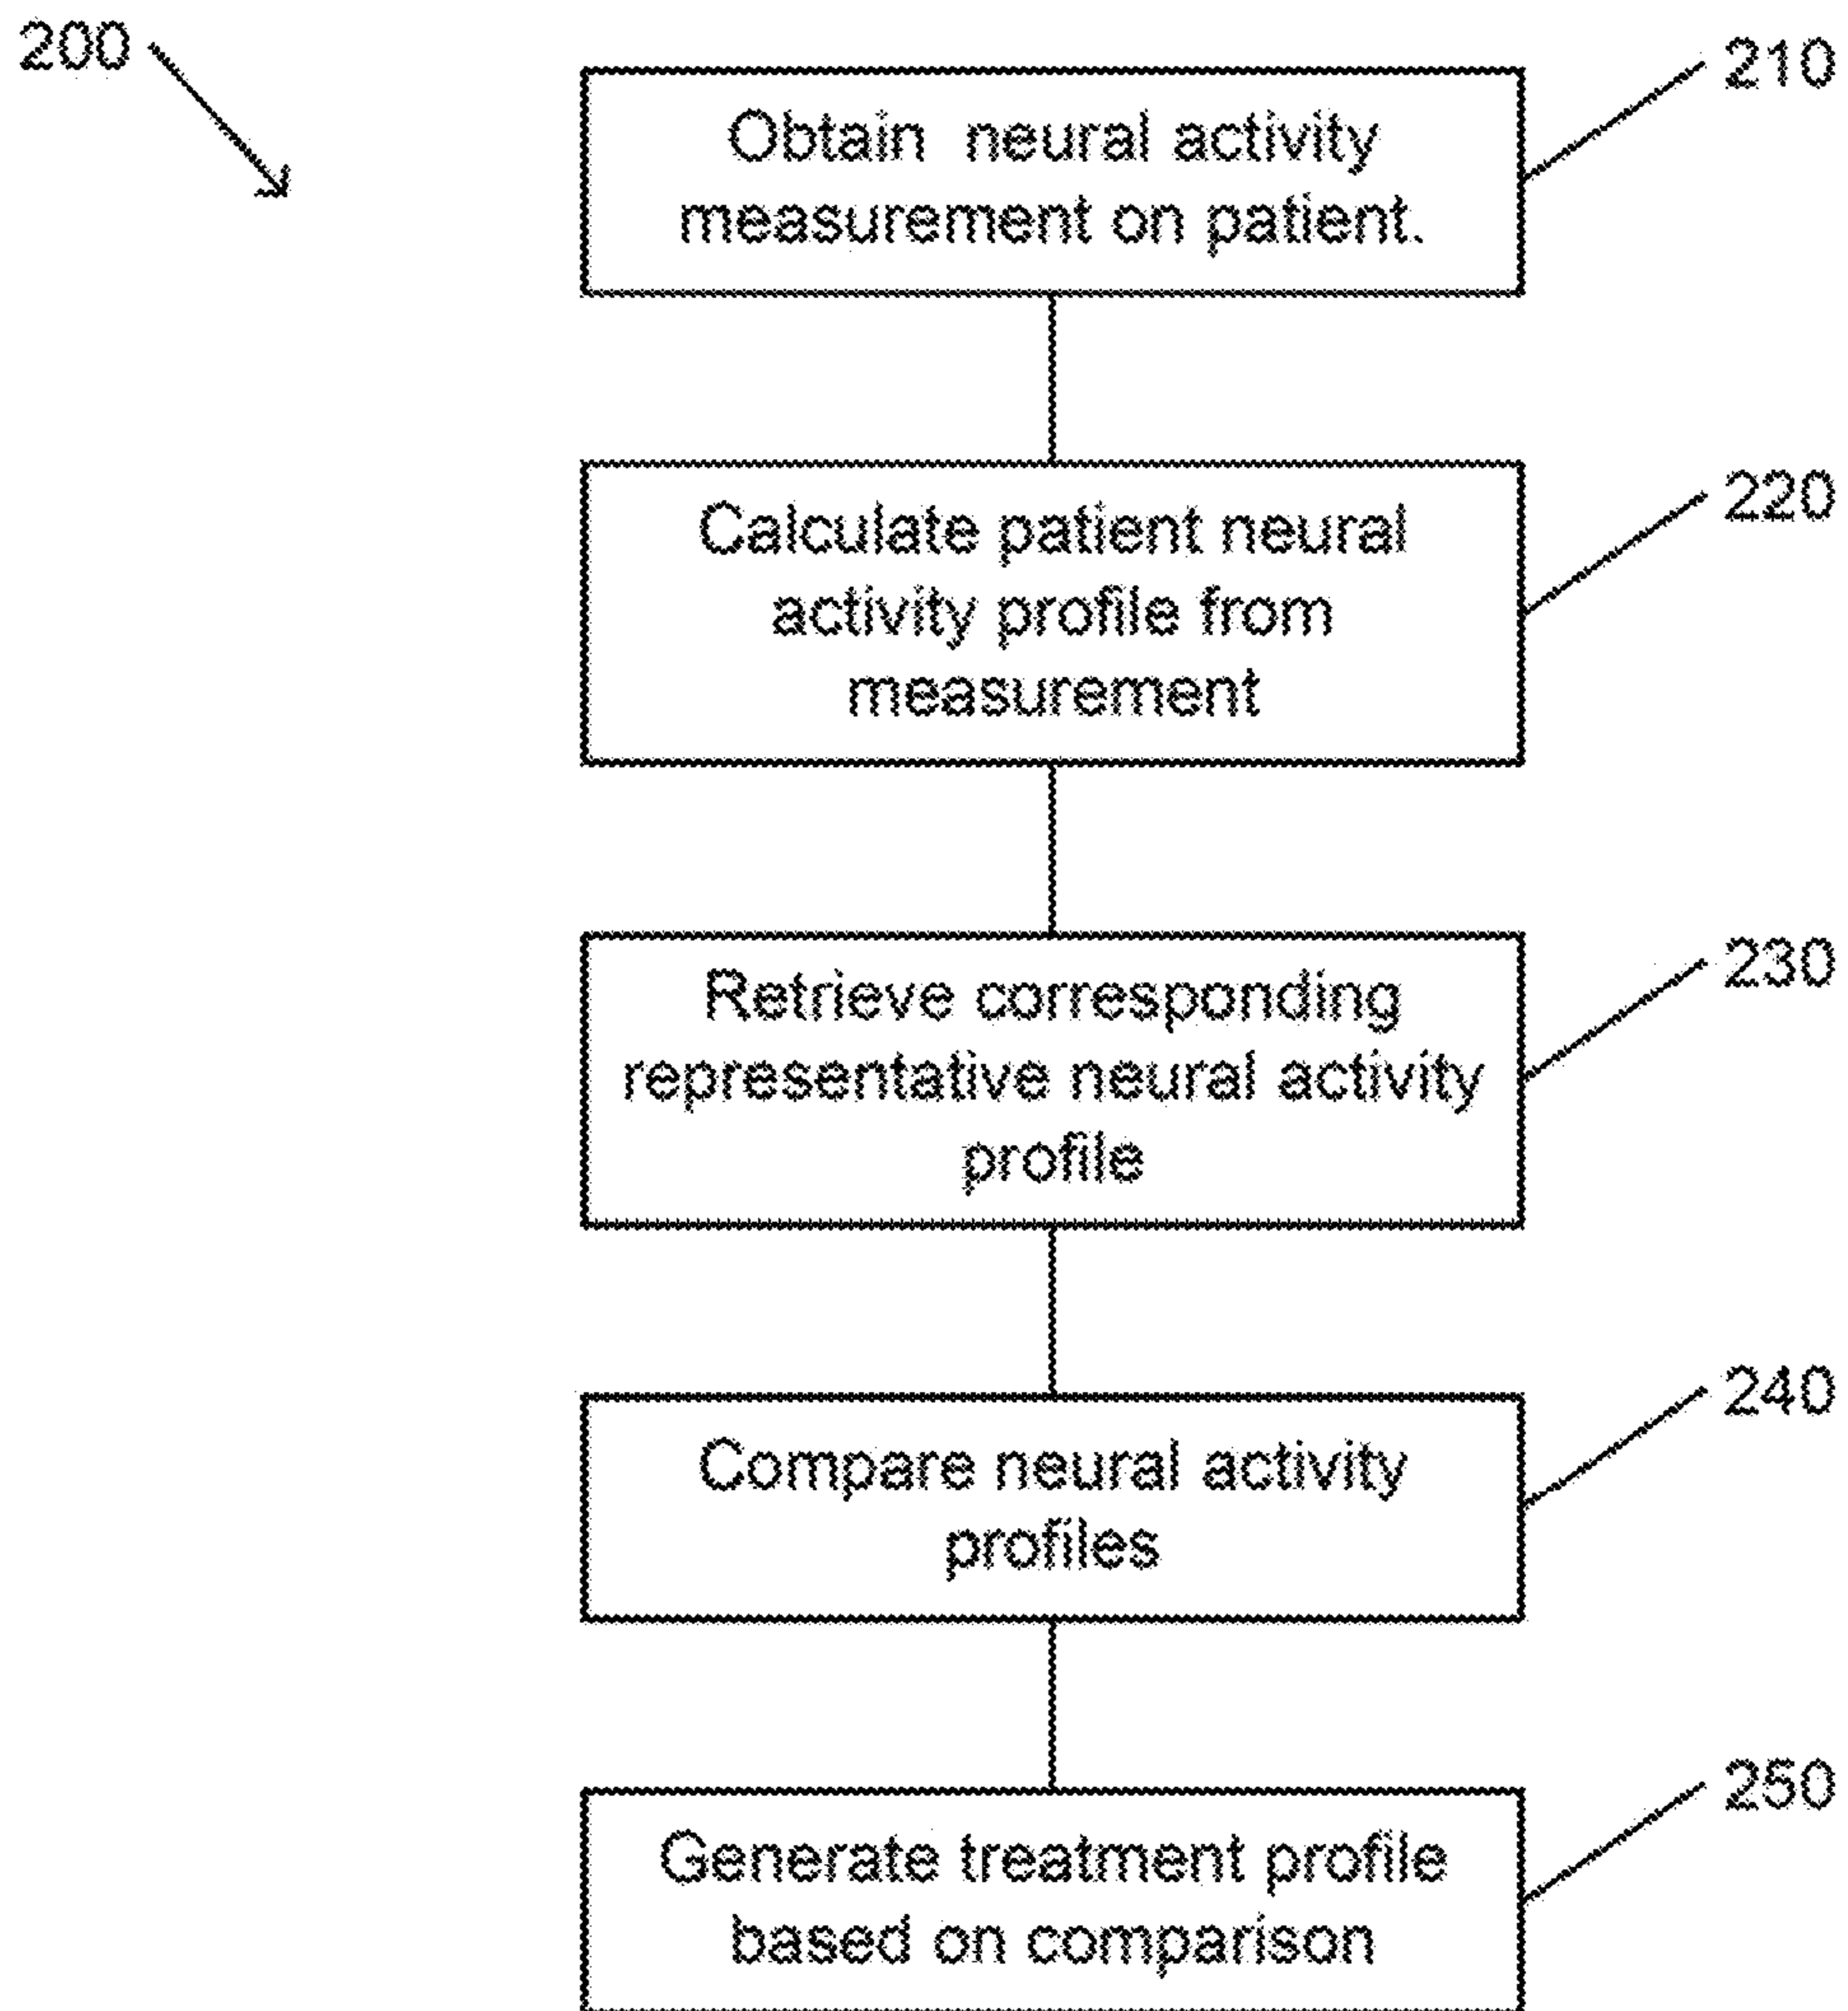 200
210
Obtain neural activity
measurement on patient.
220
Calculate patient neural
activity profile from
measurement
230
Retrieve corresponding
representative neural activity
profile
240
Compare neural activity
profiles
250
Generate treatment profile
based on comparison